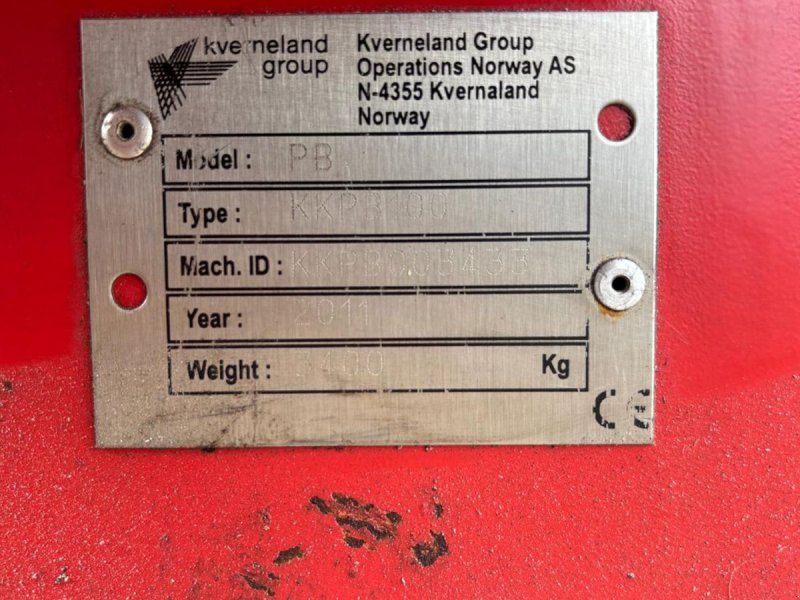 kverneland
group
Kverneland Group
Operations Norway AS
N-4355 Kvernaland
Norway
Model : PB
Type : KKPB100
Mach. ID :
Year : 2011
Weight : Kg
CE